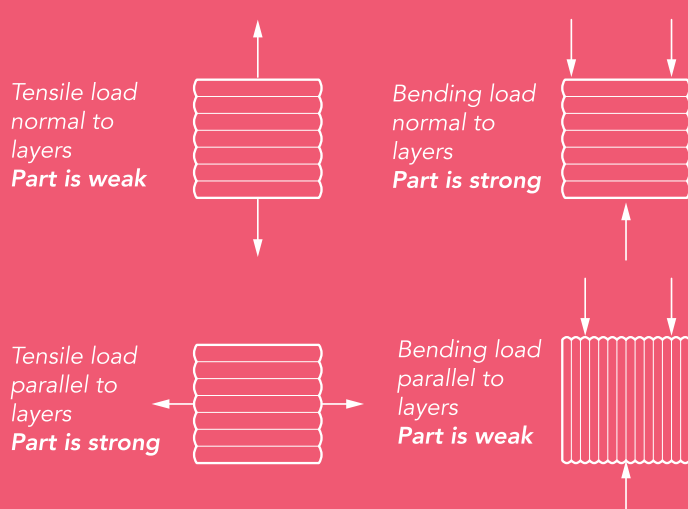 Tensile load
normal to
layers
Part is weak
Bending load
normal to
layers
Part is strong
Tensile load
parallel to
layers
Part is strong
Bending load
parallel to
layers
Part is weak